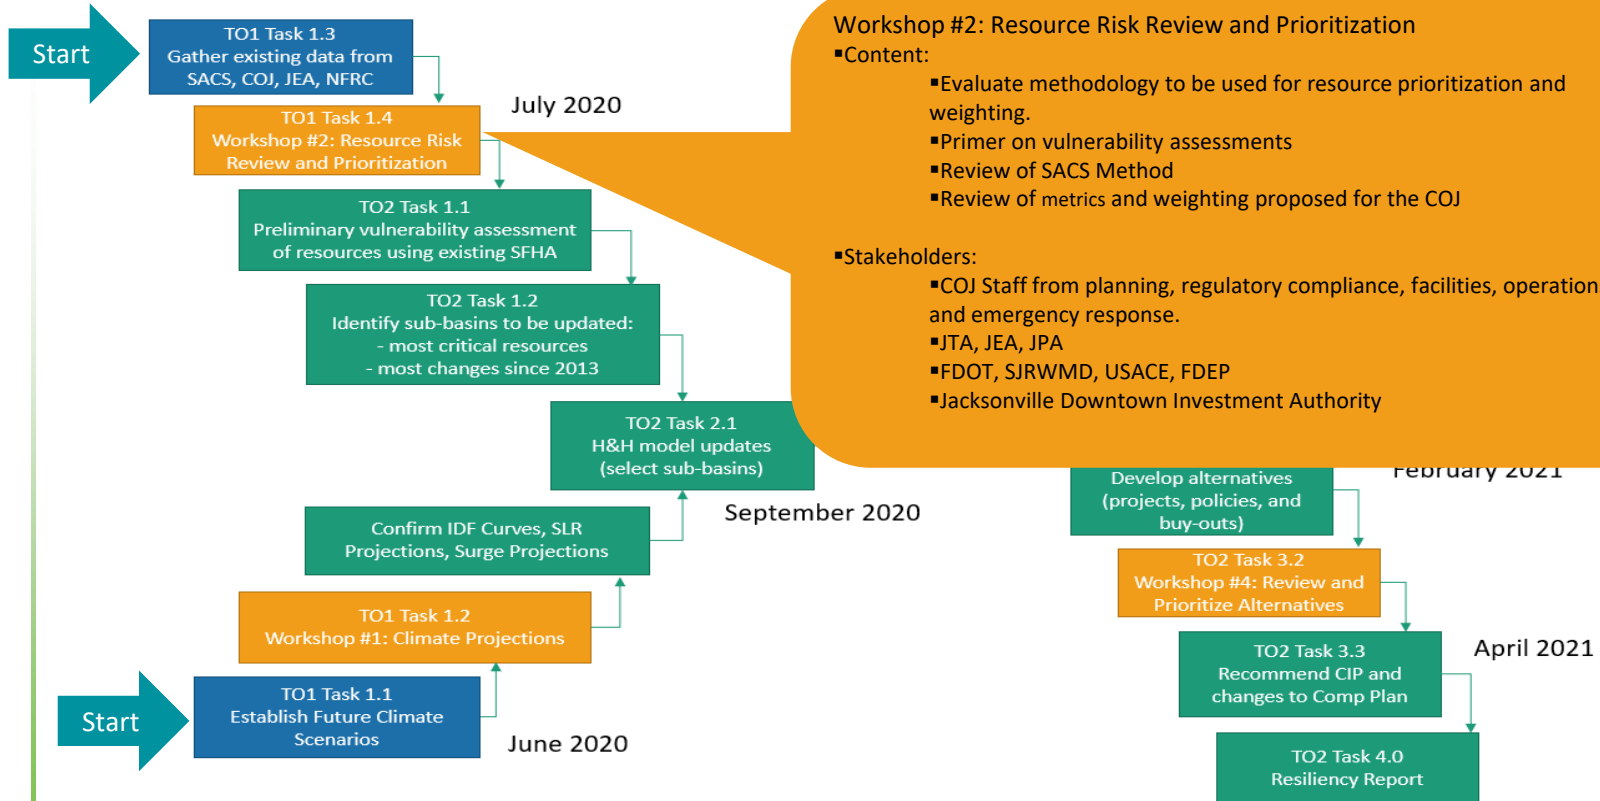 Start
TO1 Task 1.3
Gather existing data from
SACS, COJ, JEA, NFRC
July 2020
TO1 Task 1.4
Workshop #2: Resource Risk
Review and Prioritization
TO2 Task 1.1
Preliminary vulnerability assessment
of resources using existing SFHA
TO2 Task 1.2
Identify sub-basins to be updated:
- most critical resources
- most changes since 2013
TO2 Task 2.1
H&H model updates
(select sub-basins)
September 2020
Confirm IDF Curves, SLR
Projections, Surge Projections
TO1 Task 1.2
Workshop #1: Climate Projections
Start
TO1 Task 1.1
Establish Future Climate
Scenarios
June 2020
Workshop #2: Resource Risk Review and Prioritization
▪Content:
▪Evaluate methodology to be used for resource prioritization and
weighting.
▪Primer on vulnerability assessments
▪Review of SACS Method
▪Review of metrics and weighting proposed for the COJ
▪Stakeholders:
▪COJ Staff from planning, regulatory compliance, facilities, operation
and emergency response.
▪JTA, JEA, JPA
▪FDOT, SJRWMD, USACE, FDEP
▪Jacksonville Downtown Investment Authority
February 2021
Develop alternatives
(projects, policies, and
buy-outs)
TO2 Task 3.2
Workshop #4: Review and
Prioritize Alternatives
TO2 Task 3.3
Recommend CIP and
changes to Comp Plan
April 2021
TO2 Task 4.0
Resiliency Report